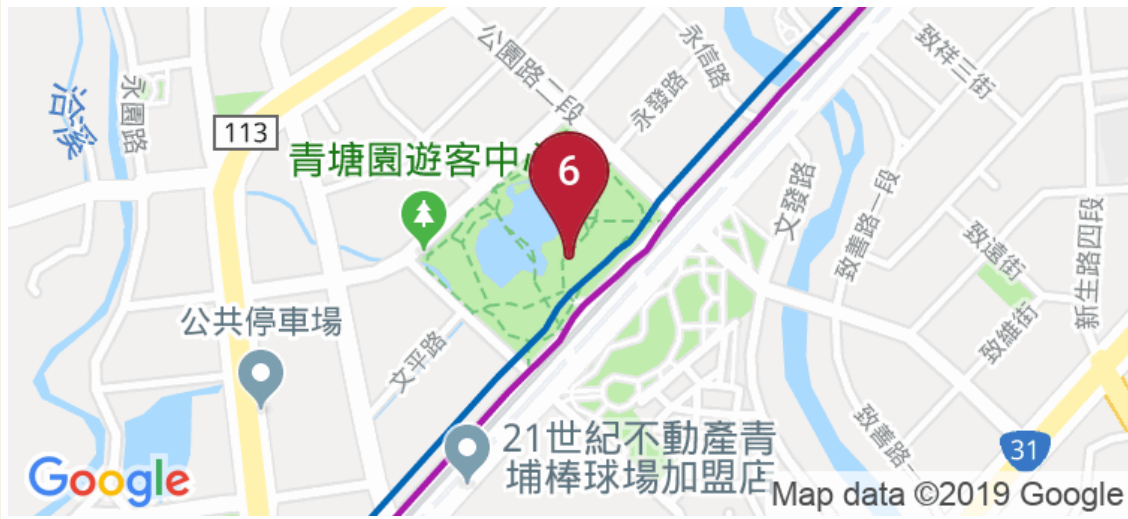 公園路二段
永信路
致祥三街
洽溪
永園路
永發路
113
青塘園遊客中
6
文發路
致善路一段
致遠街
新生路四段
公共停車場
文平路
致維街
21世紀不動產青
埔棒球場加盟店
致善路一
31
Google
Map data ©2019 Google